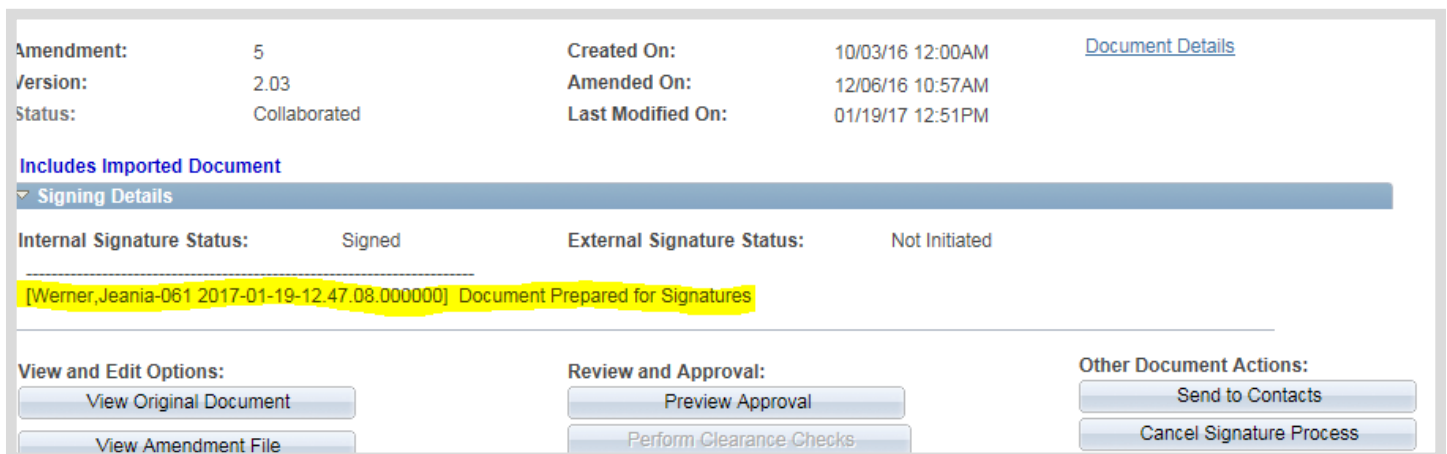 Amendment: 5 Created On: 10/03/16 12:00AM Document Details
Version: 2.03 Amended On: 12/06/16 10:57AM
Status: Collaborated Last Modified On: 01/19/17 12:51PM
Includes Imported Document
Signing Details
Internal Signature Status: Signed External Signature Status: Not Initiated
[Werner,Jeania-061 2017-01-19-12.47.08.000000] Document Prepared for Signatures
View and Edit Options: Review and Approval: Other Document Actions:
View Original Document Preview Approval Send to Contacts
View Amendment File Perform Clearance Checks Cancel Signature Process